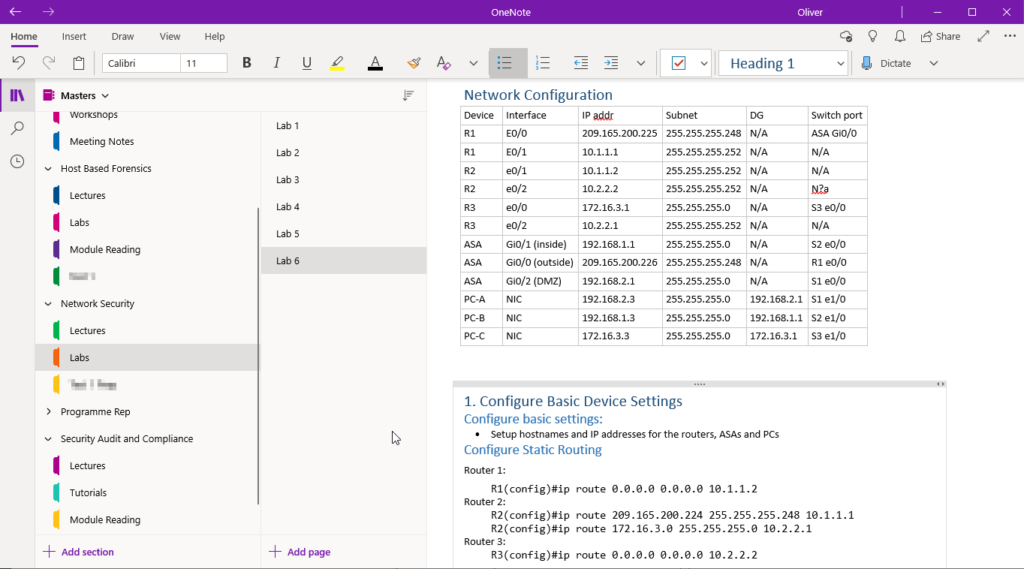 OneNote
Oliver
Home Insert Draw View Help
Share
Calibri 11 B I U A Heading 1 Dictate
Masters
Workshops
Meeting Notes
Host Based Forensics
Lectures
Labs
Module Reading
Network Security
Lectures
Labs
Programme Rep
Security Audit and Compliance
Lectures
Tutorials
Module Reading
Add section
Lab 1
Lab 2
Lab 3
Lab 4
Lab 5
Lab 6
Add page
Network Configuration
Device Interface IP addr Subnet DG Switch port
R1 E0/0 209.165.200.225 255.255.255.248 N/A ASA Gi0/0
R1 E0/1 10.1.1.1 255.255.255.252 N/A N/A
R2 e0/1 10.1.1.2 255.255.255.252 N/A N/A
R2 e0/2 10.2.2.2 255.255.255.252 N/A N?a
R3 e0/0 172.16.3.1 255.255.255.0 N/A S3 e0/0
R3 e0/2 10.2.2.1 255.255.255.252 N/A N/A
ASA Gi0/1 (inside) 192.168.1.1 255.255.255.0 N/A S2 e0/0
ASA Gi0/0 (outside) 209.165.200.226 255.255.255.248 N/A R1 e0/0
ASA Gi0/2 (DMZ) 192.168.2.1 255.255.255.0 N/A S1 e0/0
PC-A NIC 192.168.2.3 255.255.255.0 192.168.2.1 S1 e1/0
PC-B NIC 192.168.1.3 255.255.255.0 192.168.1.1 S2 e1/0
PC-C NIC 172.16.3.3 255.255.255.0 172.16.3.1 S3 e1/0
1. Configure Basic Device Settings
Configure basic settings:
• Setup hostnames and IP addresses for the routers, ASAs and PCs
Configure Static Routing
Router 1:
R1(config)#ip route 0.0.0.0 0.0.0.0 10.1.1.2
Router 2:
R2(config)#ip route 209.165.200.224 255.255.255.248 10.1.1.1
R2(config)#ip route 172.16.3.0 255.255.255.0 10.2.2.1
Router 3:
R3(config)#ip route 0.0.0.0 0.0.0.0 10.2.2.2